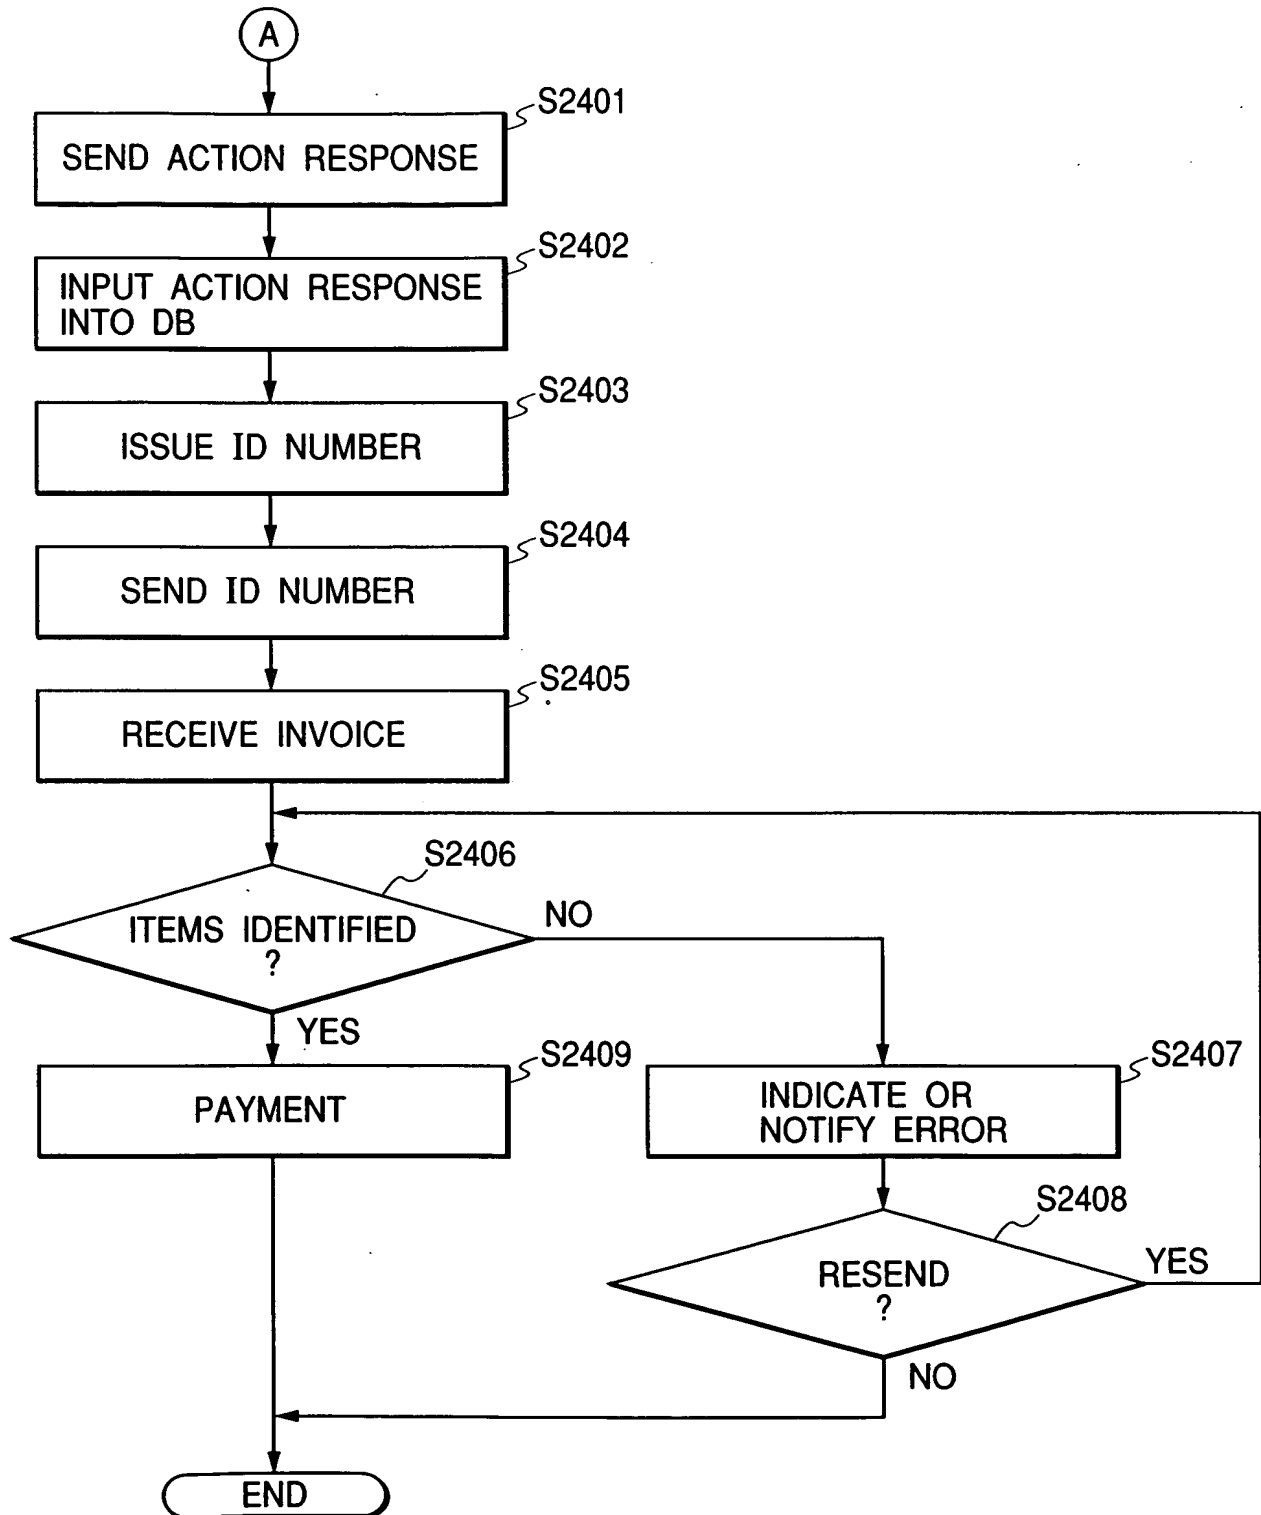 A
S2401
SEND ACTION RESPONSE
S2402
INPUT ACTION RESPONSE
INTO DB
S2403
ISSUE ID NUMBER
S2404
SEND ID NUMBER
S2405
RECEIVE INVOICE
S2406
ITEMS IDENTIFIED
?
NO
YES
S2409
PAYMENT
S2407
INDICATE OR
NOTIFY ERROR
S2408
RESEND
?
YES
NO
END